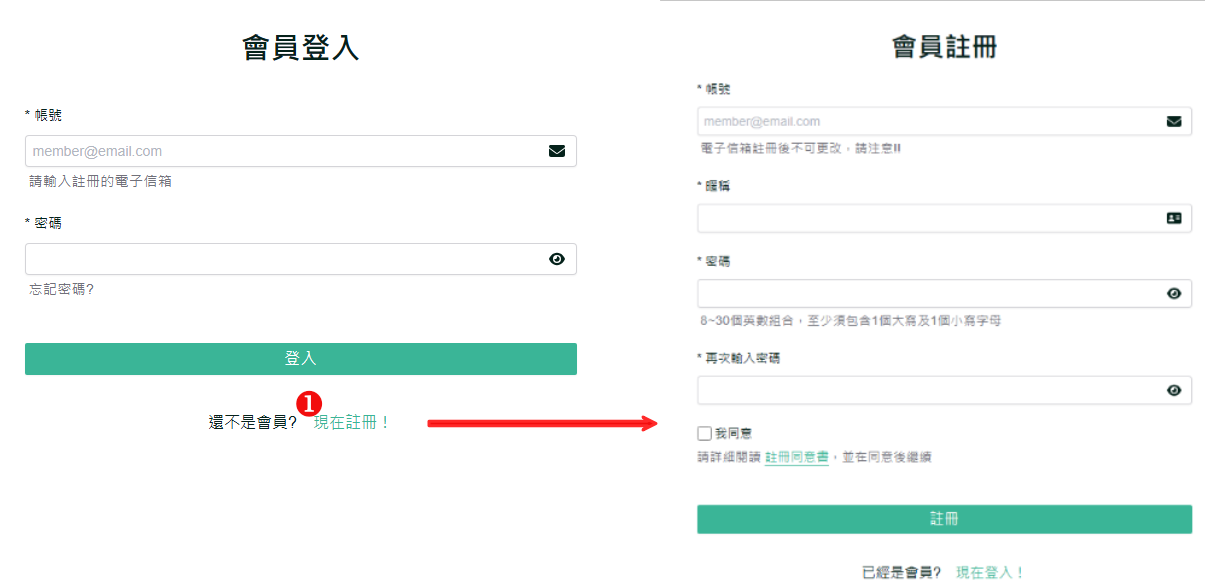 會員登入
* 帳號
member@email.com
請輸入註冊的電子信箱
* 密碼
忘記密碼?
登入
還不是會員? 現在註冊！
1
會員註冊
* 帳號
member@email.com
電子信箱註冊後不可更改，請注意!!
* 暱稱
* 密碼
8~30個英數組合，至少須包含1個大寫及1個小寫字母
* 再次輸入密碼
我同意
請詳細閱讀 註冊同意書，並在同意後繼續
註冊
已經是會員? 現在登入！